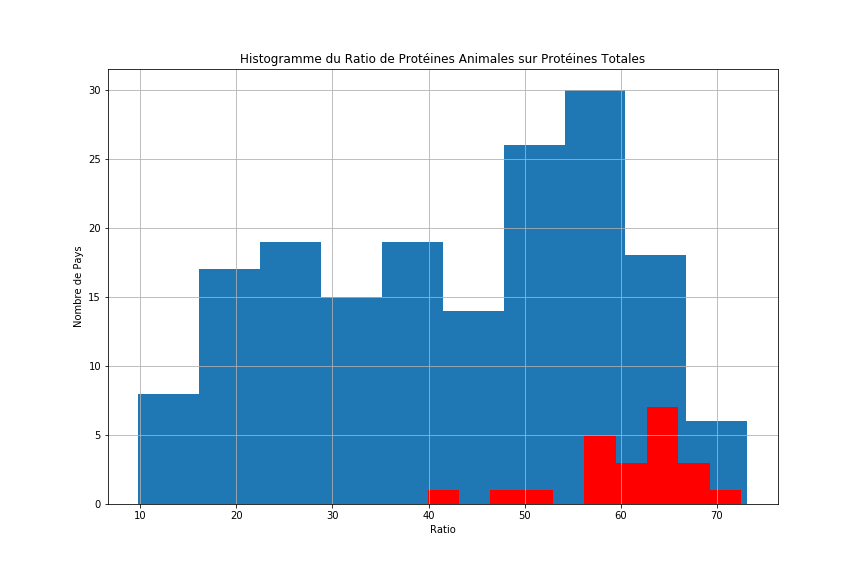 Histogramme du Ratio de Protéines Animales sur Protéines Totales
30
25
20
15
10
5
0
Nombre de Pays
10 20 30 40 50 60 70
Ratio